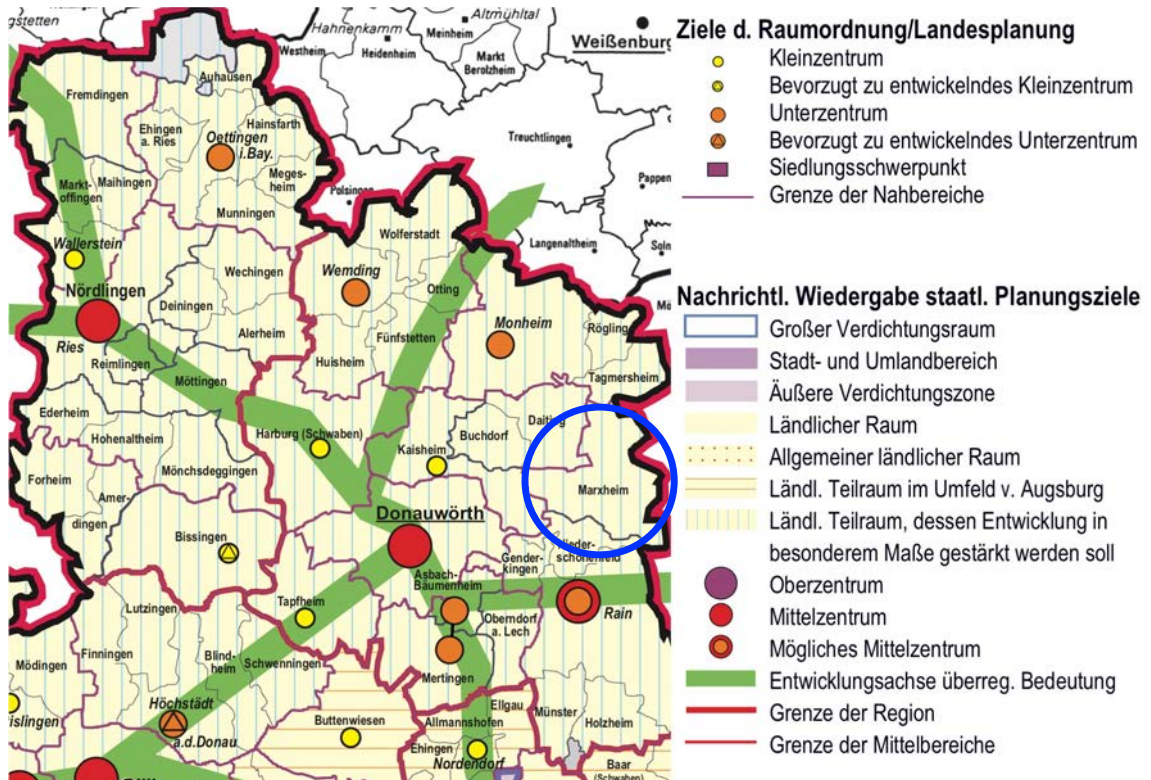 gstetten
Hahnenkamm
Altmühltal
Westheim
Heidenheim
Meinheim
Markt
Berolzheim
Weißenburg
Auhausen
Fremdingen
Ehingen
a. Ries
Hainsfarth
Oettingen
i.Bay.
Treuchtlingen
Markt-
offingen
Maihingen
Meges-
heim
Polsingen
Pappen
Munningen
Wolferstadt
Langenaltheim
Soln
Wallerstein
Wechingen
Wemding
Otting
Nördlingen
Deiningen
Alerheim
Fünfstetten
Monheim
Rögling
Ries
Reimlingen
Huisheim
Tagmersheim
Möttingen
Ederheim
Hohenaltheim
Harburg (Schwaben)
Buchdorf
Daiting
Kaisheim
Mönchsdeggingen
Forheim
Amer-
dingen
Marxheim
Donauwörth
Bissingen
Nieder-
schönenfeld
Gender-
kingen
Asbach-
Bäumenheim
Lutzingen
Tapfheim
Oberndorf
a. Lech
Rain
Finningen
Blind-
heim
Schwenningen
Mödingen
Mertingen
Höchstädt
a.d.Donau
islingen
Buttenwiesen
Allmannshofen
Ellgau
Münster
Holzheim
Ehingen
Nordendorf
Baar
(Schwaben)
Ziele d. Raumordnung/Landesplanung
Kleinzentrum
Bevorzugt zu entwickelndes Kleinzentrum
Unterzentrum
Bevorzugt zu entwickelndes Unterzentrum
Siedlungsschwerpunkt
Grenze der Nahbereiche
Nachrichtl. Wiedergabe staatl. Planungsziele
Großer Verdichtungsraum
Stadt- und Umlandbereich
Äußere Verdichtungszone
Ländlicher Raum
Allgemeiner ländlicher Raum
Ländl. Teilraum im Umfeld v. Augsburg
Ländl. Teilraum, dessen Entwicklung in
besonderem Maße gestärkt werden soll
Oberzentrum
Mittelzentrum
Mögliches Mittelzentrum
Entwicklungsachse überreg. Bedeutung
Grenze der Region
Grenze der Mittelbereiche